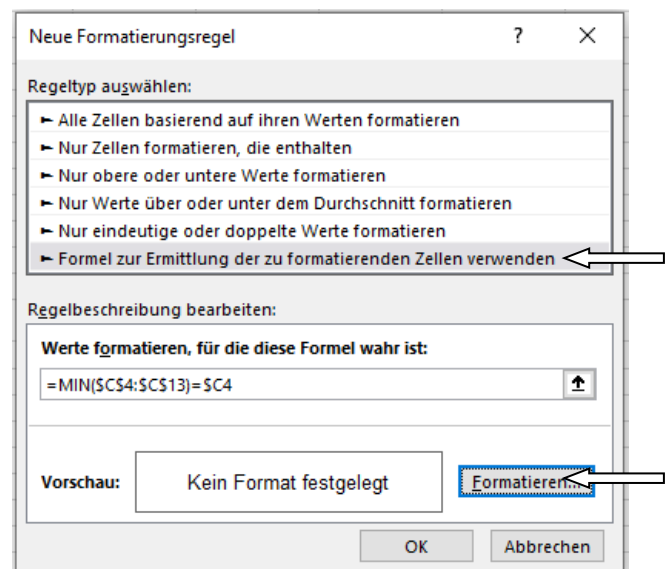 Neue Formatierungsregel ?
Regeltyp auswählen:
Alle Zellen basierend auf ihren Werten formatieren
Nur Zellen formatieren, die enthalten
Nur obere oder untere Werte formatieren
Nur Werte über oder unter dem Durchschnitt formatieren
Nur eindeutige oder doppelte Werte formatieren
Formel zur Ermittlung der zu formatierenden Zellen verwenden
Regelbeschreibung bearbeiten:
Werte formatieren, für die diese Formel wahr ist:
=MIN($C$4:$C$13)=$C4
Vorschau: Kein Format festgelegt Formatieren...
OK Abbrechen